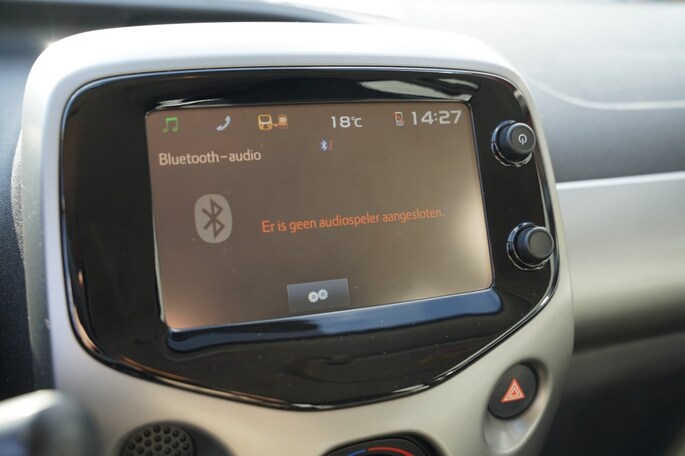 18°C 14:27
Bluetooth-audio
Er is geen audiospeler aangesloten.